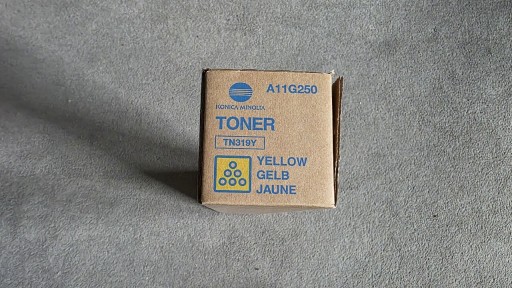 A11G250
KONICA MINOLTA
TONER
TN319Y
YELLOW
GELB
JAUNE